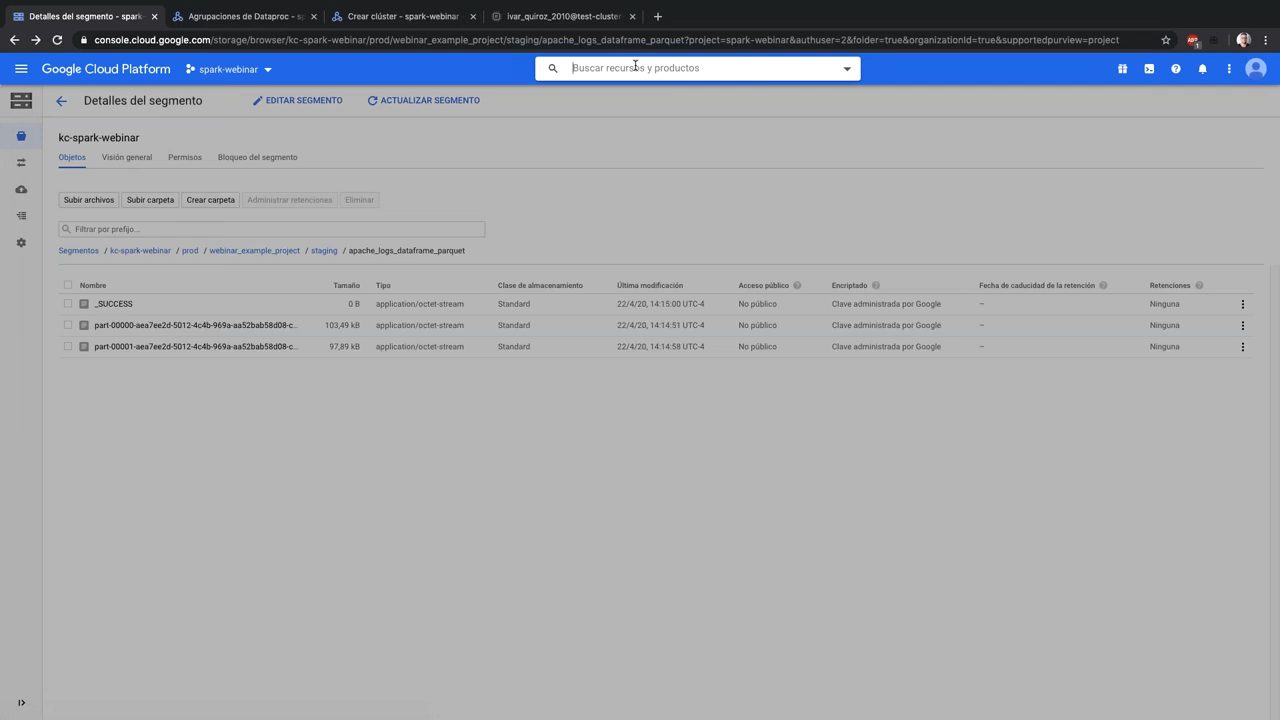 Detalles del segmento - spark-
Agrupaciones de Dataproc - sp
Crear clúster - spark-webinar
ivar_quiroz_2010@test-cluster
console.cloud.google.com/storage/browser/kc-spark-webinar/prod/webinar_example_project/staging/apache_logs_dataframe_parquet?project=spark-webinar&authuser=2&folder=true&organizationId=true&supportedpurview=project
Google Cloud Platform
spark-webinar
Buscar recursos y productos
Detalles del segmento
EDITAR SEGMENTO
ACTUALIZAR SEGMENTO
kc-spark-webinar
Objetos Visión general Permisos Bloqueo del segmento
Subir archivos Subir carpeta Crear carpeta Administrar retenciones Eliminar
Filtrar por prefijo...
Segmentos / kc-spark-webinar / prod / webinar_example_project / staging / apache_logs_dataframe_parquet
Nombre Tamaño Tipo Clase de almacenamiento Última modificación Acceso público Encriptado Fecha de caducidad de la retención Retenciones
_SUCCESS 0 B application/octet-stream Standard 22/4/20, 14:15:00 UTC-4 No público Clave administrada por Google – Ninguna
part-00000-aea7ee2d-5012-4c4b-969a-aa52bab58d08-c... 103,49 kB application/octet-stream Standard 22/4/20, 14:14:51 UTC-4 No público Clave administrada por Google – Ninguna
part-00001-aea7ee2d-5012-4c4b-969a-aa52bab58d08-c... 97,89 kB application/octet-stream Standard 22/4/20, 14:14:58 UTC-4 No público Clave administrada por Google – Ninguna